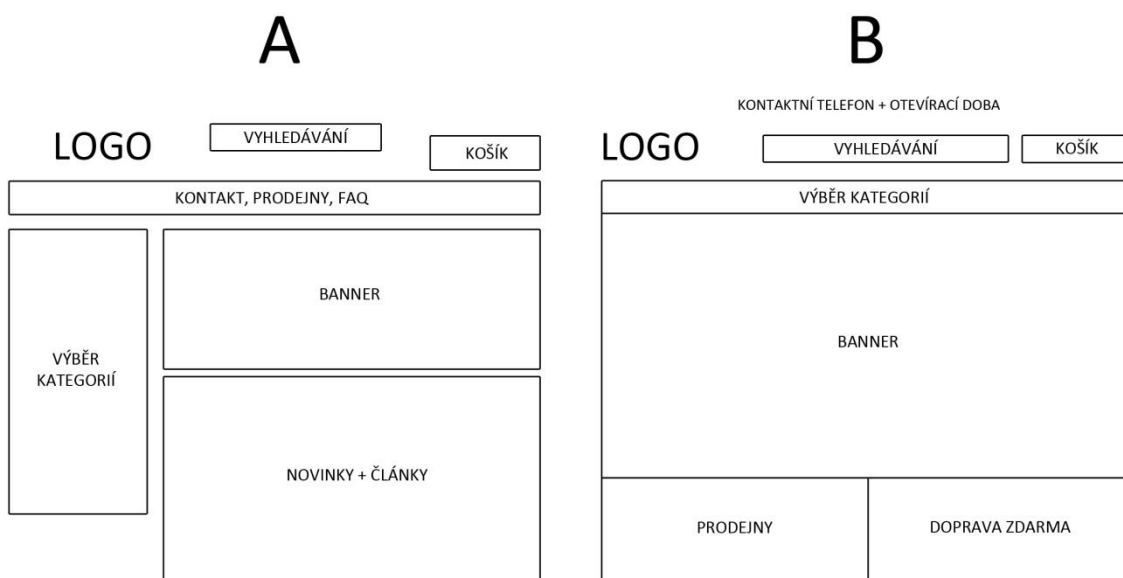 A
LOGO
VYHLEDÁVÁNÍ
KOŠÍK
KONTAKT, PRODEJNY, FAQ
VÝBĚR
KATEGORIÍ
BANNER
NOVINKY + ČLÁNKY
B
KONTAKTNÍ TELEFON + OTEVÍRACÍ DOBA
LOGO
VYHLEDÁVÁNÍ
KOŠÍK
VÝBĚR KATEGORIÍ
BANNER
PRODEJNY
DOPRAVA ZDARMA